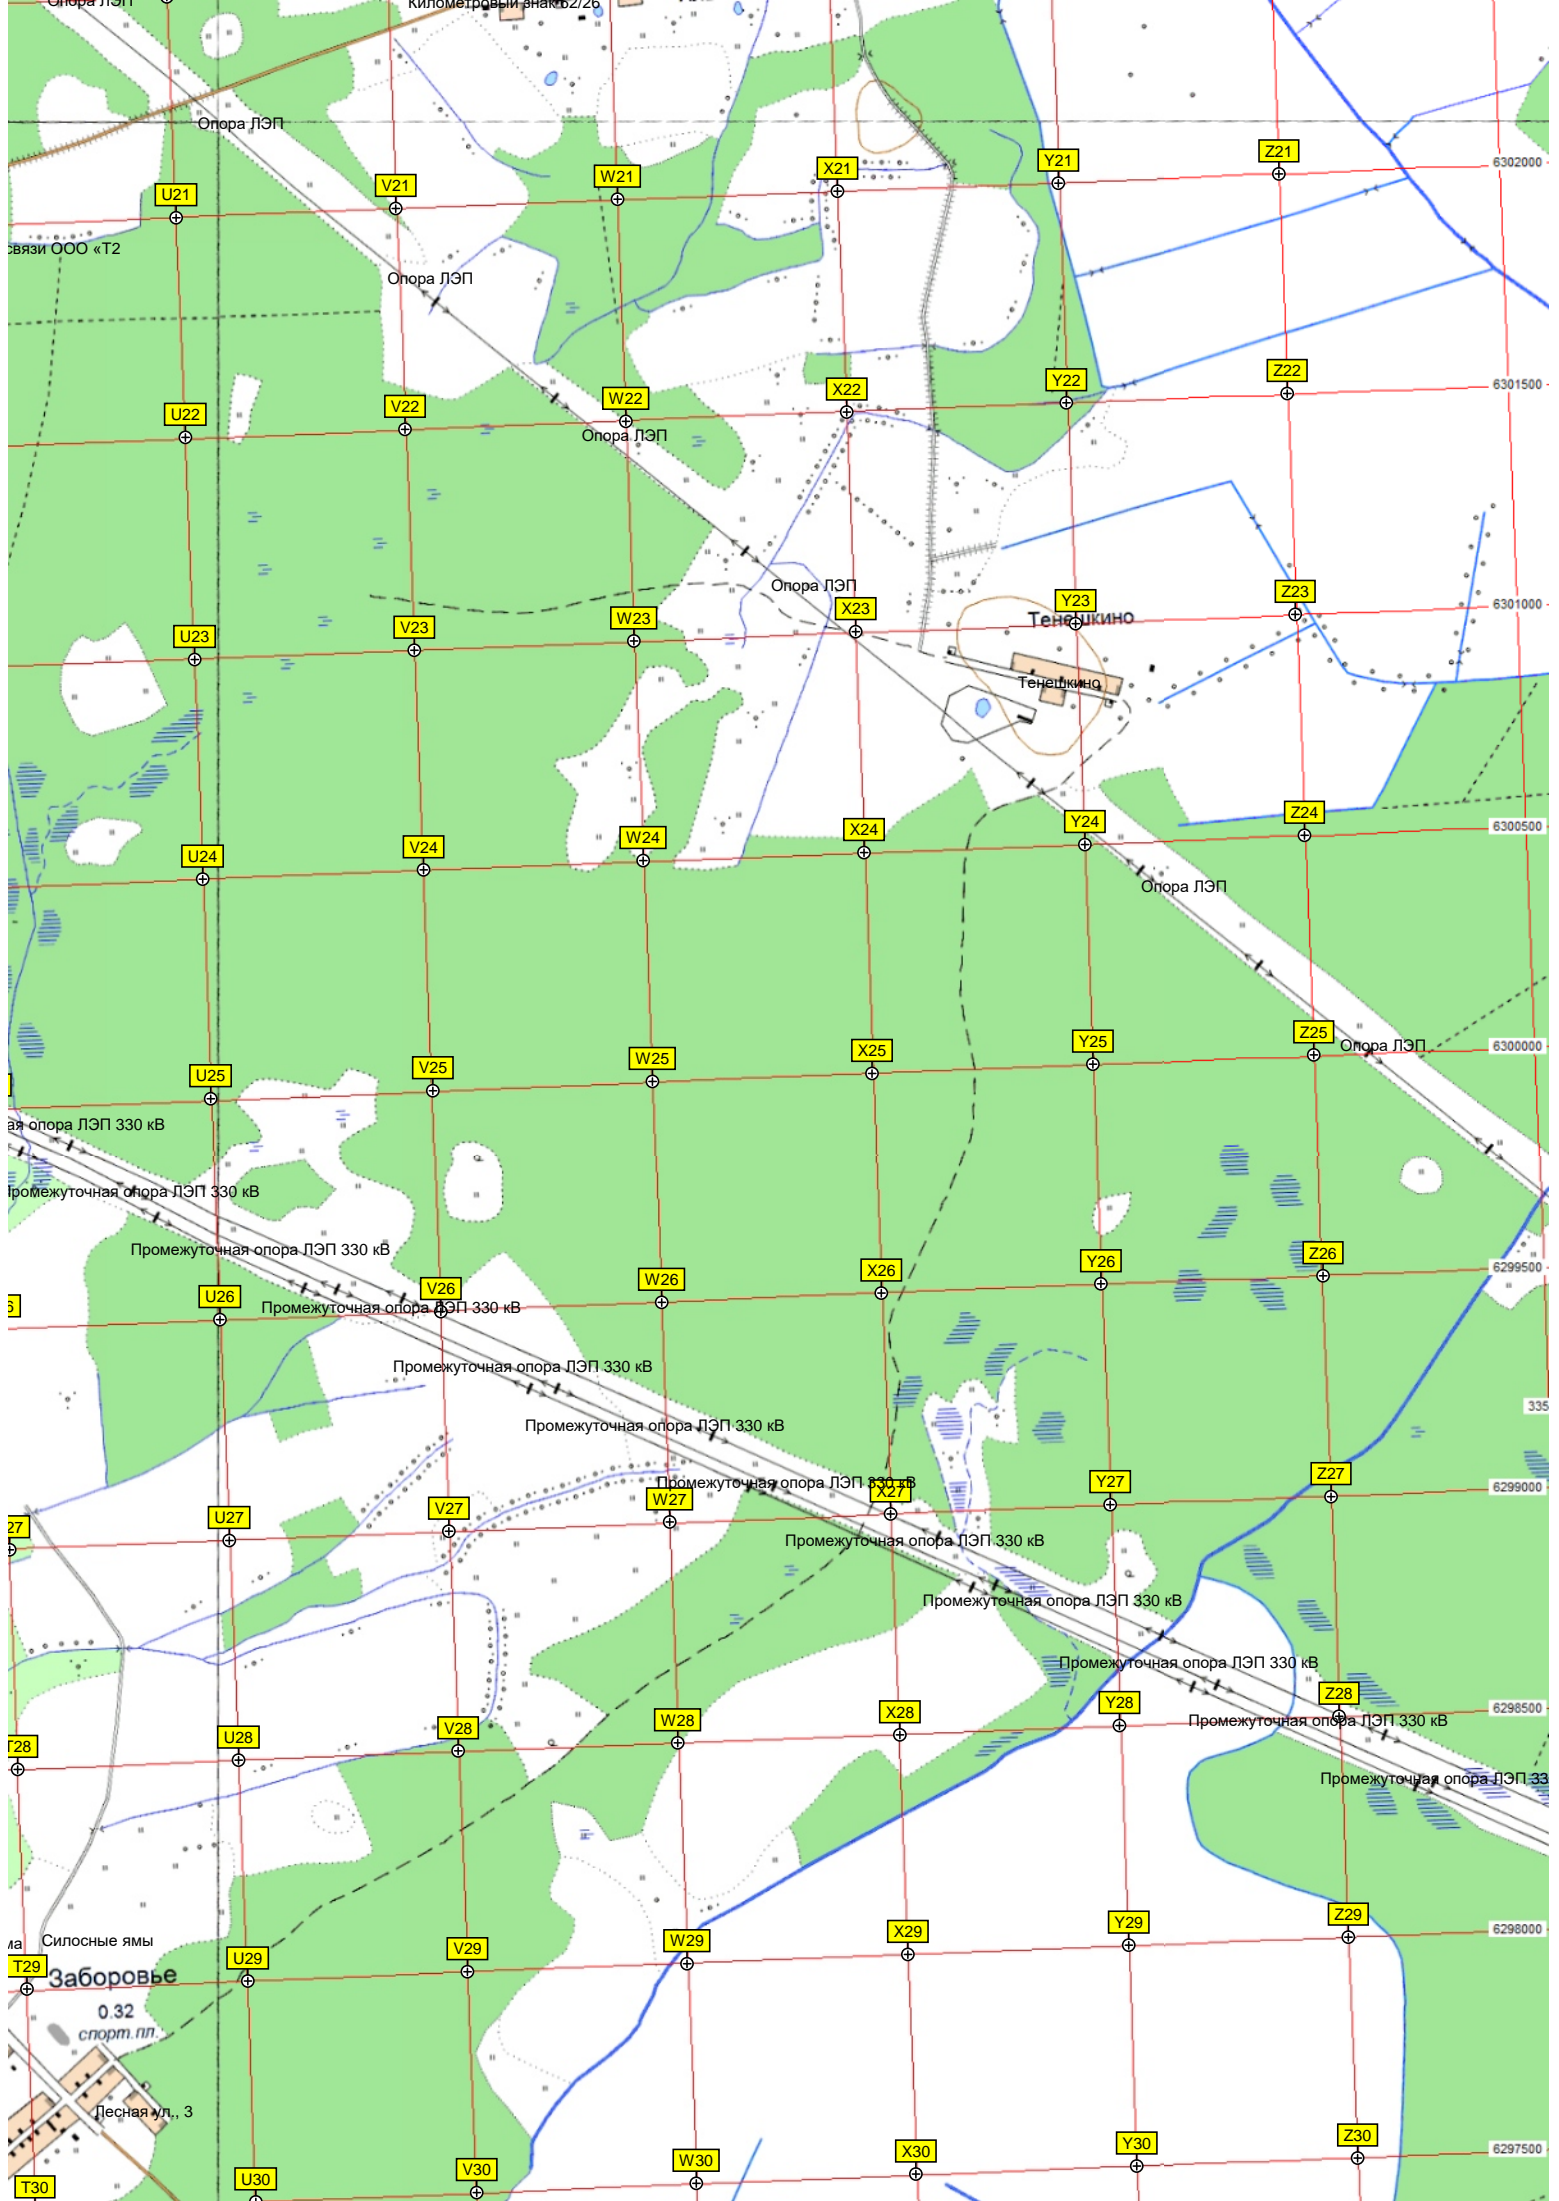 Опора ЛЭП
Километровый знак 62/26
Опора ЛЭП
Z21
Y21
6302000
X21
W21
V21
U21
связи ООО «Т2
Опора ЛЭП
Z22
Y22
6301500
X22
W22
V22
U22
Опора ЛЭП
Опора ЛЭП
Z23
Y23
6301000
X23
Тенешкино
W23
V23
U23
Тенешкино
Z24
Y24
6300500
X24
W24
V24
U24
Опора ЛЭП
Z25
Y25
6300000
Опора ЛЭП
X25
W25
V25
U25
ая опора ЛЭП 330 кВ
Промежуточная опора ЛЭП 330 кВ
Промежуточная опора ЛЭП 330 кВ
Z26
Y26
6299500
X26
W26
V26
U26
6
Промежуточная опора ЛЭП 330 кВ
Промежуточная опора ЛЭП 330 кВ
335
Промежуточная опора ЛЭП 330 кВ
Z27
Y27
6299000
Промежуточная опора ЛЭП 330 кВ
X27
W27
V27
U27
27
Промежуточная опора ЛЭП 330 кВ
Промежуточная опора ЛЭП 330 кВ
Промежуточная опора ЛЭП 330 кВ
Z28
Y28
6298500
X28
W28
V28
U28
T28
Промежуточная опора ЛЭП 330 кВ
Промежуточная опора ЛЭП 33
Z29
Y29
6298000
X29
W29
V29
U29
T29
ма
Силосные ямы
Заборовье
0.32
спорт.пл.
Лесная ул., 3
Z30
Y30
6297500
X30
W30
V30
U30
T30